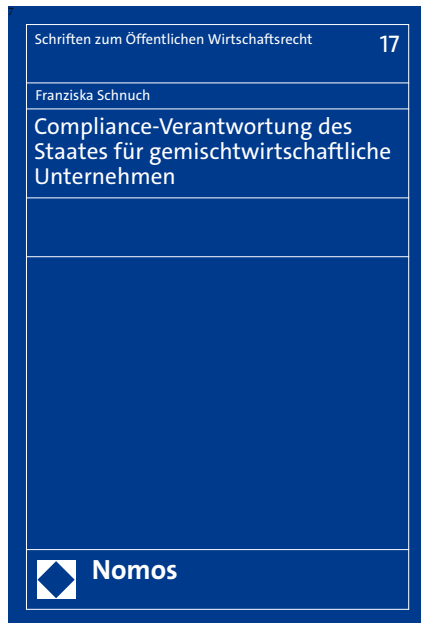 Schriften zum Öffentlichen Wirtschaftsrecht 17
Franziska Schnuch
Compliance-Verantwortung des
Staates für gemischtwirtschaftliche
Unternehmen
Nomos